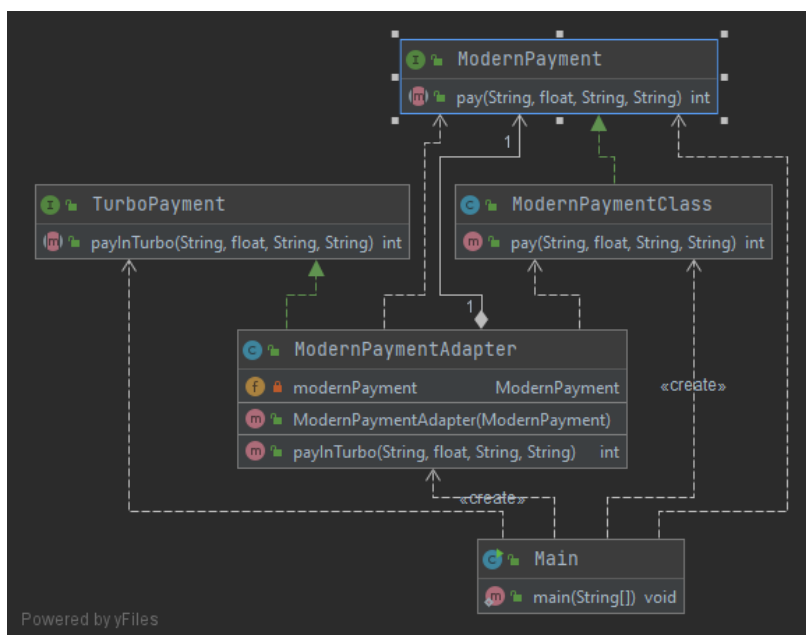 ModernPayment
pay(String, float, String, String) int
1
TurboPayment
payInTurbo(String, float, String, String) int
ModernPaymentClass
pay(String, float, String, String) int
1
ModernPaymentAdapter
modernPayment ModernPayment
ModernPaymentAdapter(ModernPayment)
payInTurbo(String, float, String, String) int
«create»
«create»
Main
main(String[]) void
Powered by yFiles